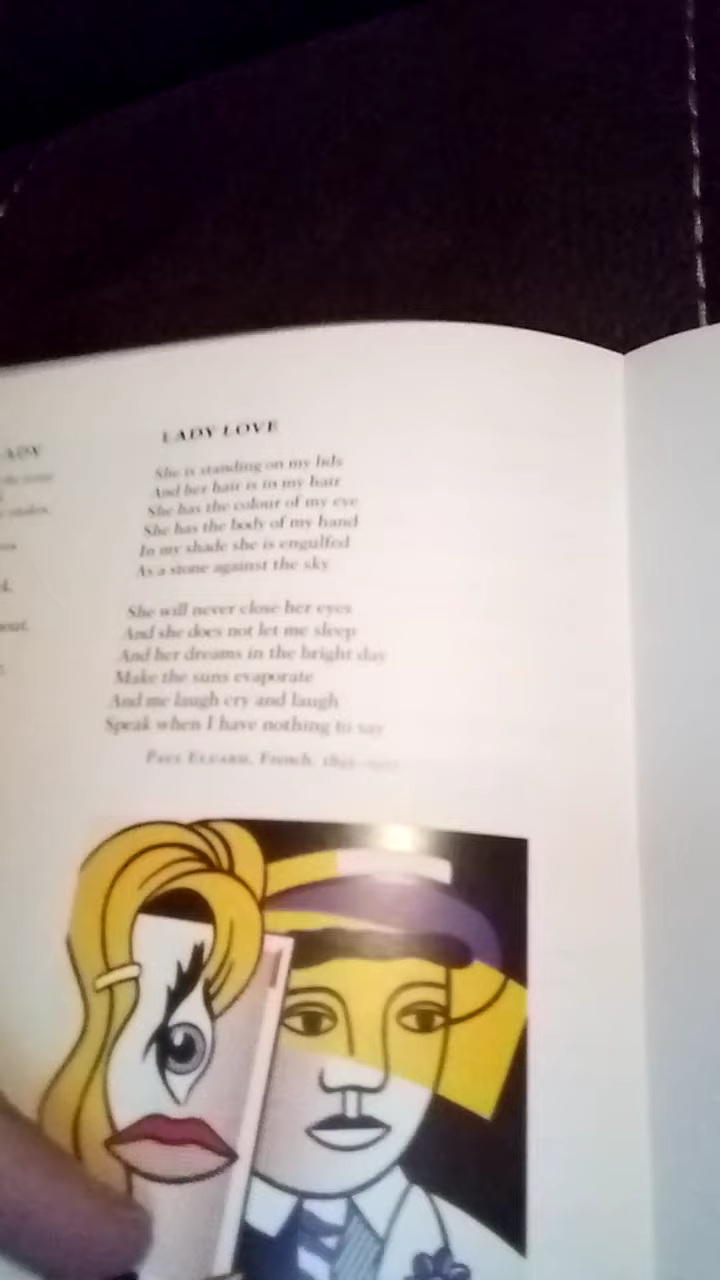 LADY
LADY LOVE
She is standing on my lids
And her hair is in my hair
She has the colour of my eye
She has the body of my hand
In my shade she is engulfed
As a stone against the sky
She will never close her eyes
And she does not let me sleep
And her dreams in the bright day
Make the suns evaporate
And me laugh cry and laugh
Speak when I have nothing to say
PAUL ELUARD, French,